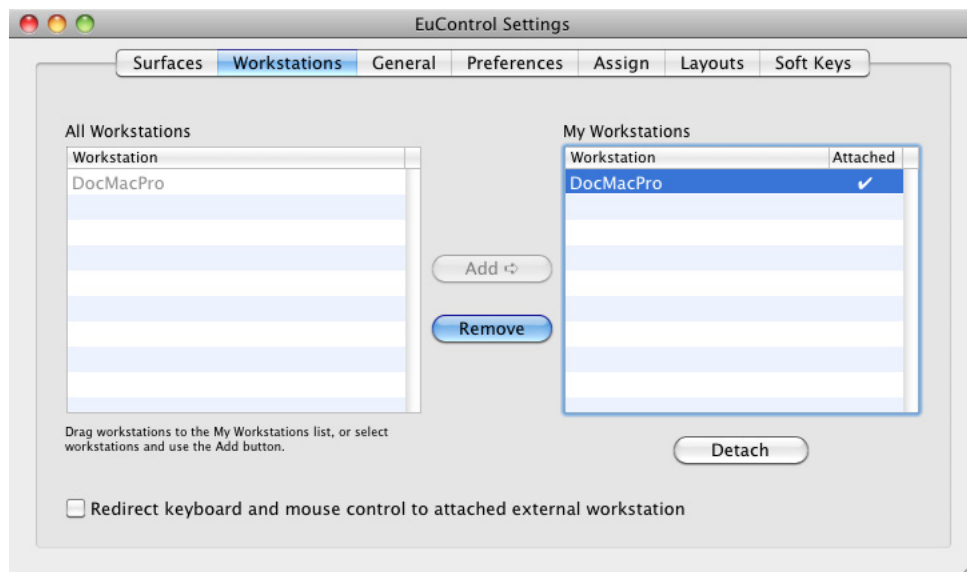 EuControl Settings
Surfaces Workstations General Preferences Assign Layouts Soft Keys
All Workstations
Workstation
DocMacPro
My Workstations
Workstation Attached
DocMacPro ✔
Add ➪
Remove
Drag workstations to the My Workstations list, or select
workstations and use the Add button.
Detach
Redirect keyboard and mouse control to attached external workstation